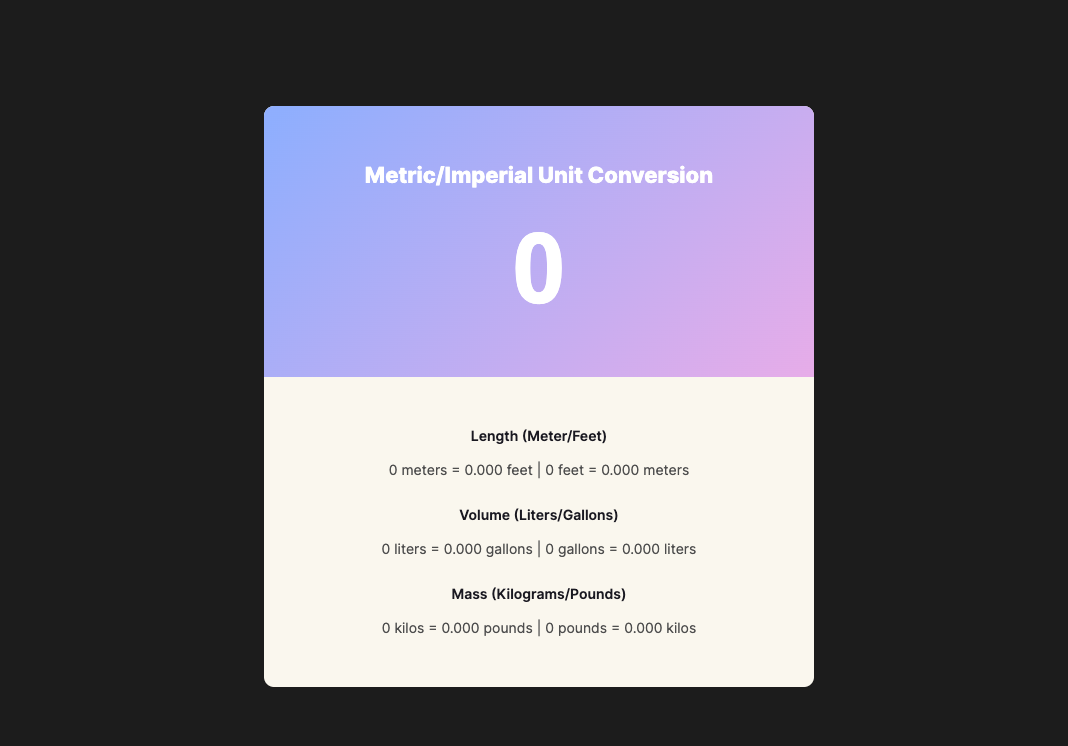 Metric/Imperial Unit Conversion
0
Length (Meter/Feet)
0 meters = 0.000 feet | 0 feet = 0.000 meters
Volume (Liters/Gallons)
0 liters = 0.000 gallons | 0 gallons = 0.000 liters
Mass (Kilograms/Pounds)
0 kilos = 0.000 pounds | 0 pounds = 0.000 kilos